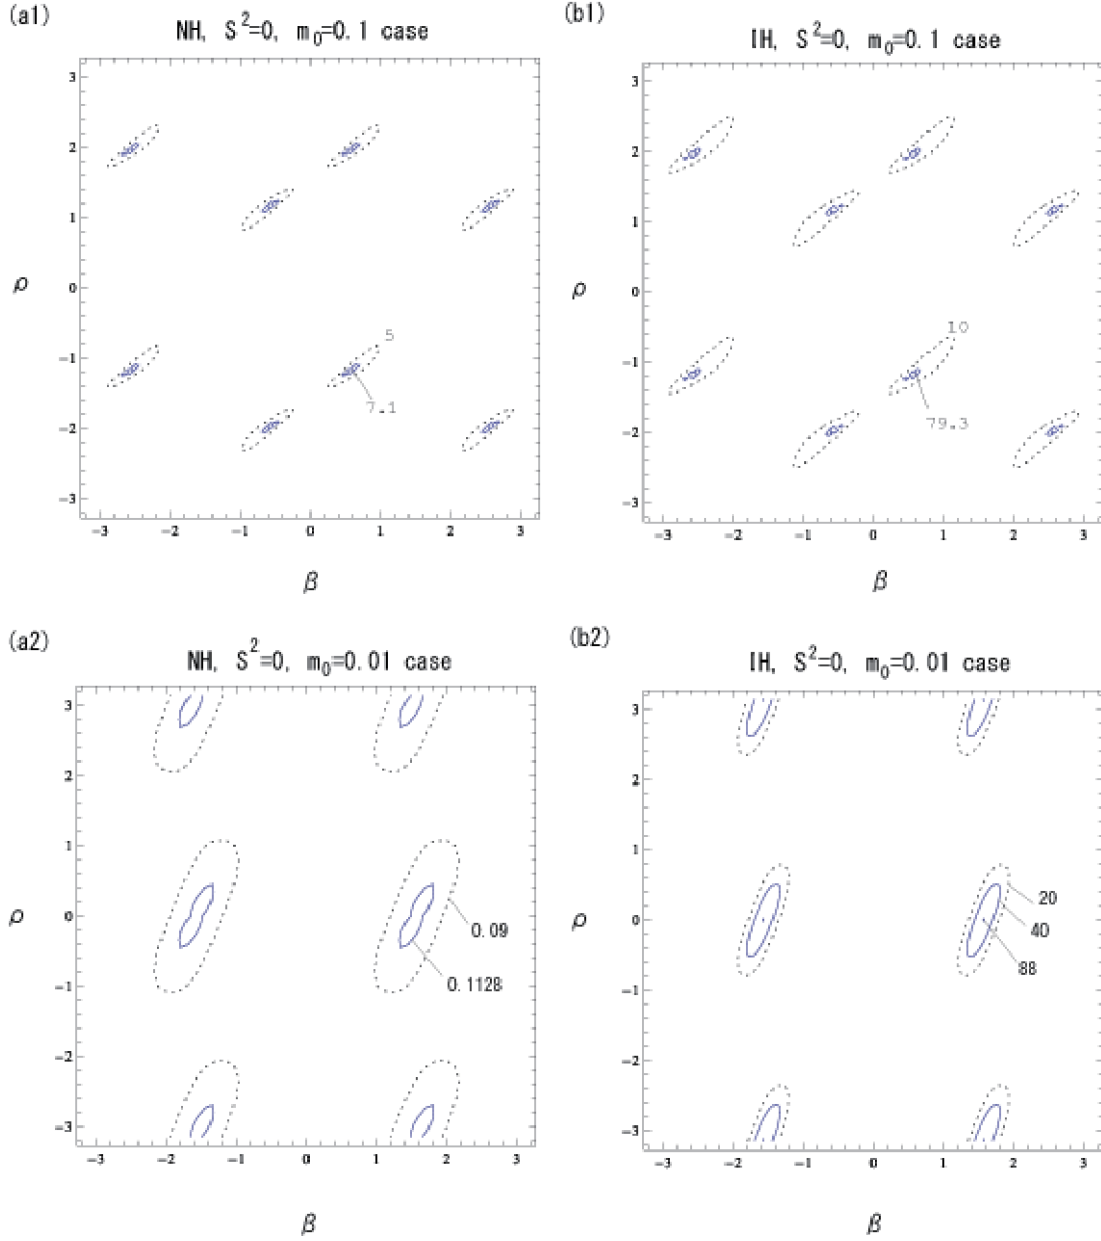 (a1)
NH, S²=0, m₀=0.1 case
3
2
1
0
−1
−2
−3
ρ
5
7.1
−3 −2 −1 0 1 2 3
β
(b1)
IH, S²=0, m₀=0.1 case
3
2
1
0
−1
−2
−3
ρ
10
79.3
−3 −2 −1 0 1 2 3
β
(a2)
NH, S²=0, m₀=0.01 case
3
2
1
0
−1
−2
−3
ρ
0.09
0.1128
−3 −2 −1 0 1 2 3
β
(b2)
IH, S²=0, m₀=0.01 case
3
2
1
0
−1
−2
−3
ρ
20
40
88
−3 −2 −1 0 1 2 3
β